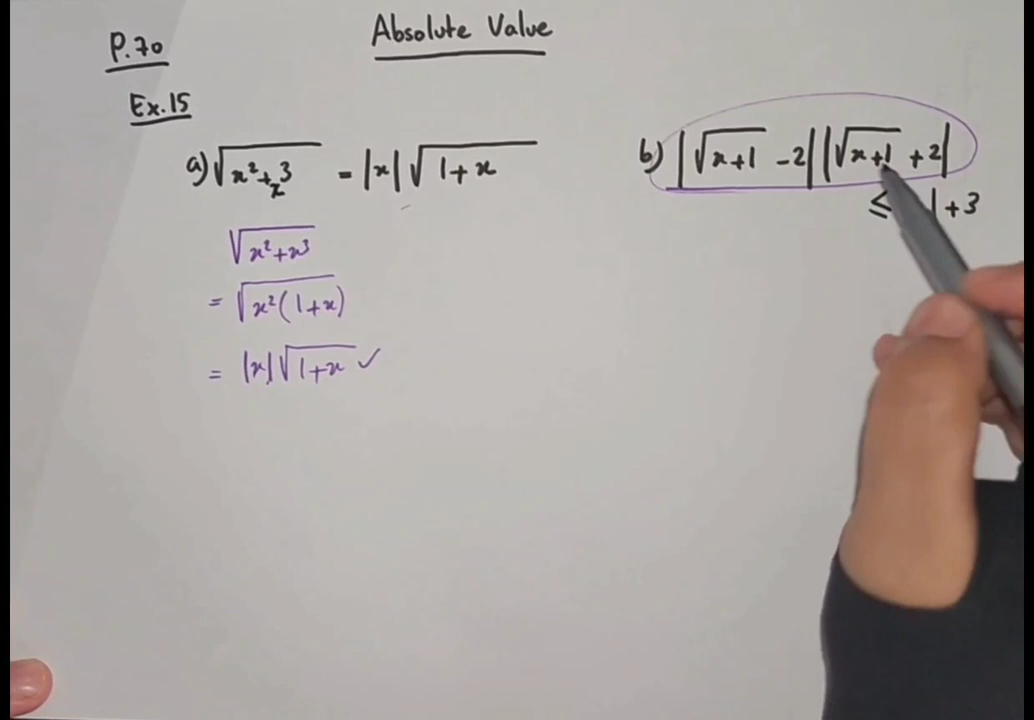 Absolute Value
P.70
Ex.15
a) √(x²+x³) = |x| √(1+x)
√(x²+x³)
= √(x²(1+x))
= |x|√(1+x) ✓
b) |√(x+1) -2| |√(x+1) +2|
≤ | +3